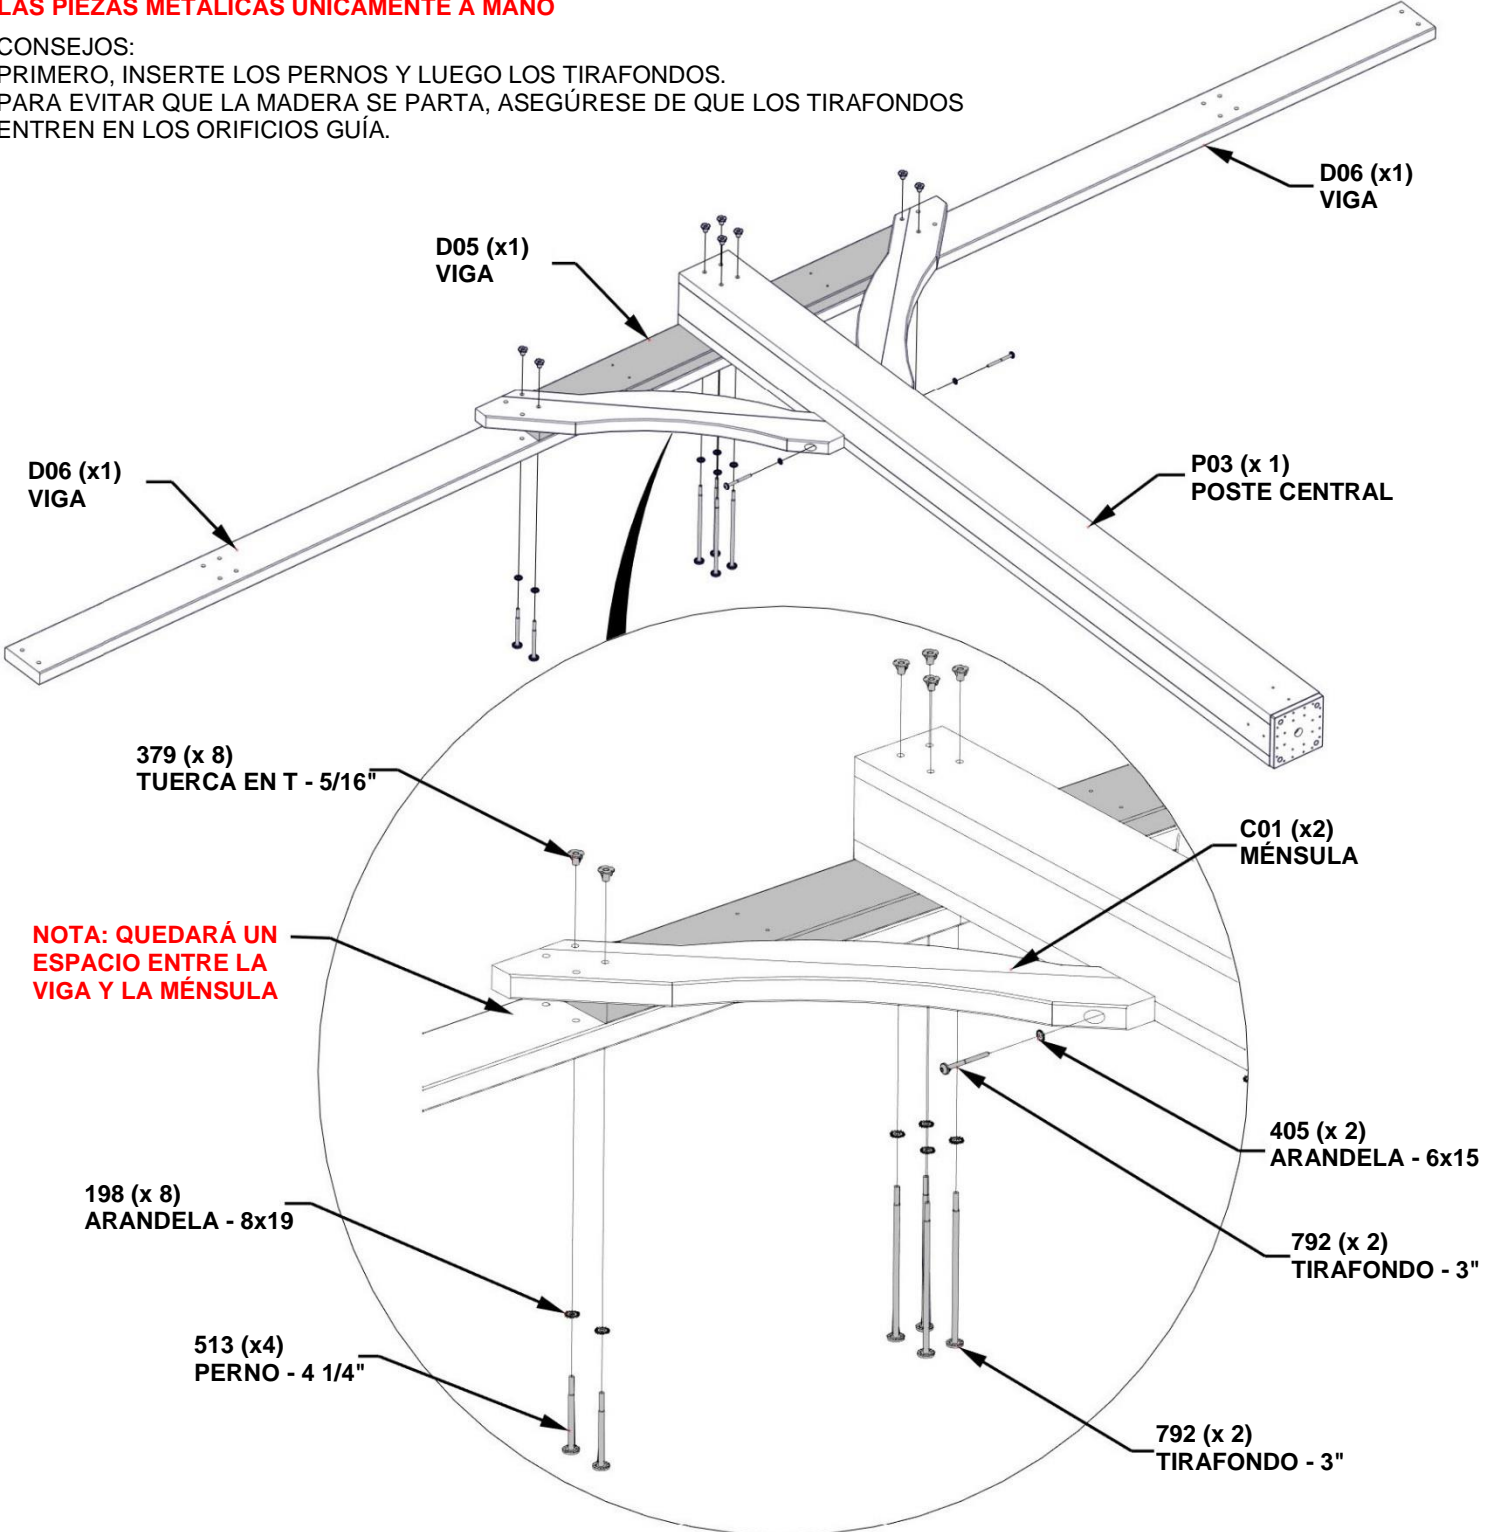 LAS PIEZAS METÁLICAS ÚNICAMENTE A MANO
CONSEJOS:
PRIMERO, INSERTE LOS PERNOS Y LUEGO LOS TIRAFONDOS.
PARA EVITAR QUE LA MADERA SE PARTA, ASEGÚRESE DE QUE LOS TIRAFONDOS
ENTREN EN LOS ORIFICIOS GUÍA.
D06 (x1)
VIGA
D05 (x1)
VIGA
D06 (x1)
VIGA
P03 (x 1)
POSTE CENTRAL
379 (x 8)
TUERCA EN T - 5/16"
C01 (x2)
MÉNSULA
NOTA: QUEDARÁ UN
ESPACIO ENTRE LA
VIGA Y LA MÉNSULA
405 (x 2)
ARANDELA - 6x15
198 (x 8)
ARANDELA - 8x19
792 (x 2)
TIRAFONDO - 3"
513 (x4)
PERNO - 4 1/4"
792 (x 2)
TIRAFONDO - 3"